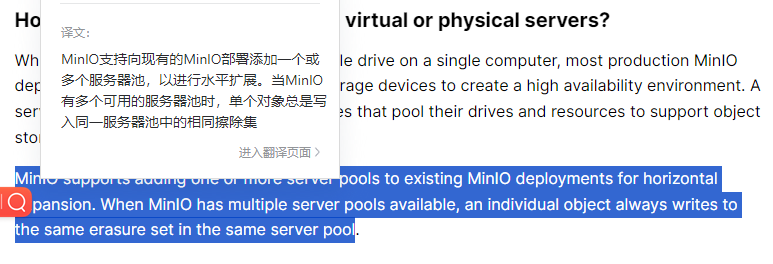 Ho virtual or physical servers?
译文:
MinIO支持向现有的MinIO部署添加一个或
多个服务器池，以进行水平扩展。当MinIO
有多个可用的服务器池时，单个对象总是写
入同一服务器池中的相同擦除集
进入翻译页面 >
Wh le drive on a single computer, most production MinIO
dep rage devices to create a high availability environment. A
ser es that pool their drives and resources to support object
sto
MinIO supports adding one or more server pools to existing MinIO deployments for horizontal
expansion. When MinIO has multiple server pools available, an individual object always writes to
the same erasure set in the same server pool.